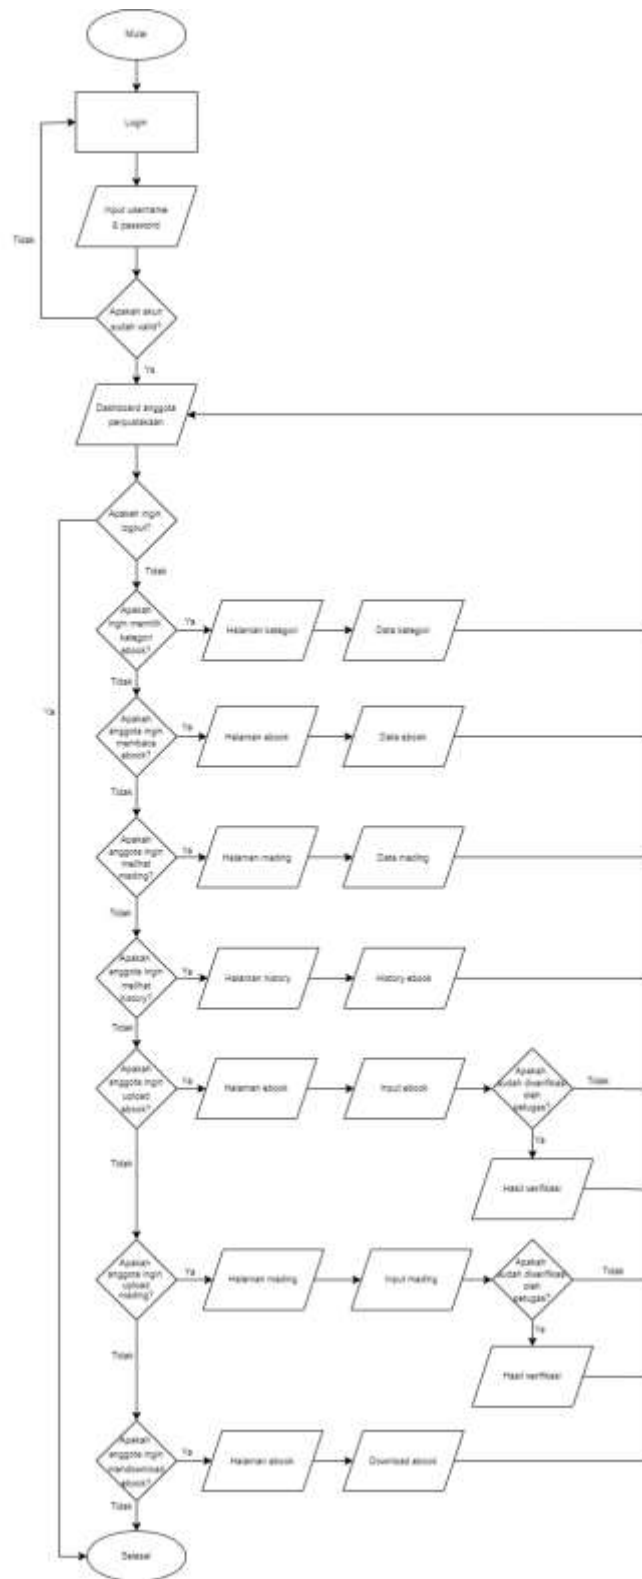 Mulai
Login
Input username
& password
Tidak
Apakah akun
sudah valid?
Ya
Dashboard anggota
perpustakaan
Apakah ingin
logout?
Tidak
Ya
Apakah
ingin memilih
kategori
ebook?
Ya
Halaman kategori
Data kategori
Tidak
Apakah
anggota ingin
membaca
ebook?
Ya
Halaman ebook
Data ebook
Tidak
Apakah
anggota ingin
melihat
mading?
Ya
Halaman mading
Data mading
Tidak
Apakah
anggota ingin
melihat
history?
Ya
Halaman history
History ebook
Tidak
Apakah
anggota ingin
upload
ebook?
Ya
Halaman ebook
Input ebook
Apakah
sudah diverifikasi
oleh
petugas?
Tidak
Ya
Hasil verifikasi
Tidak
Apakah
anggota ingin
upload
mading?
Ya
Halaman mading
Input mading
Apakah
sudah diverifikasi
oleh
petugas?
Tidak
Ya
Hasil verifikasi
Tidak
Apakah
anggota ingin
mendownload
ebook?
Ya
Halaman ebook
Download ebook
Tidak
Selesai